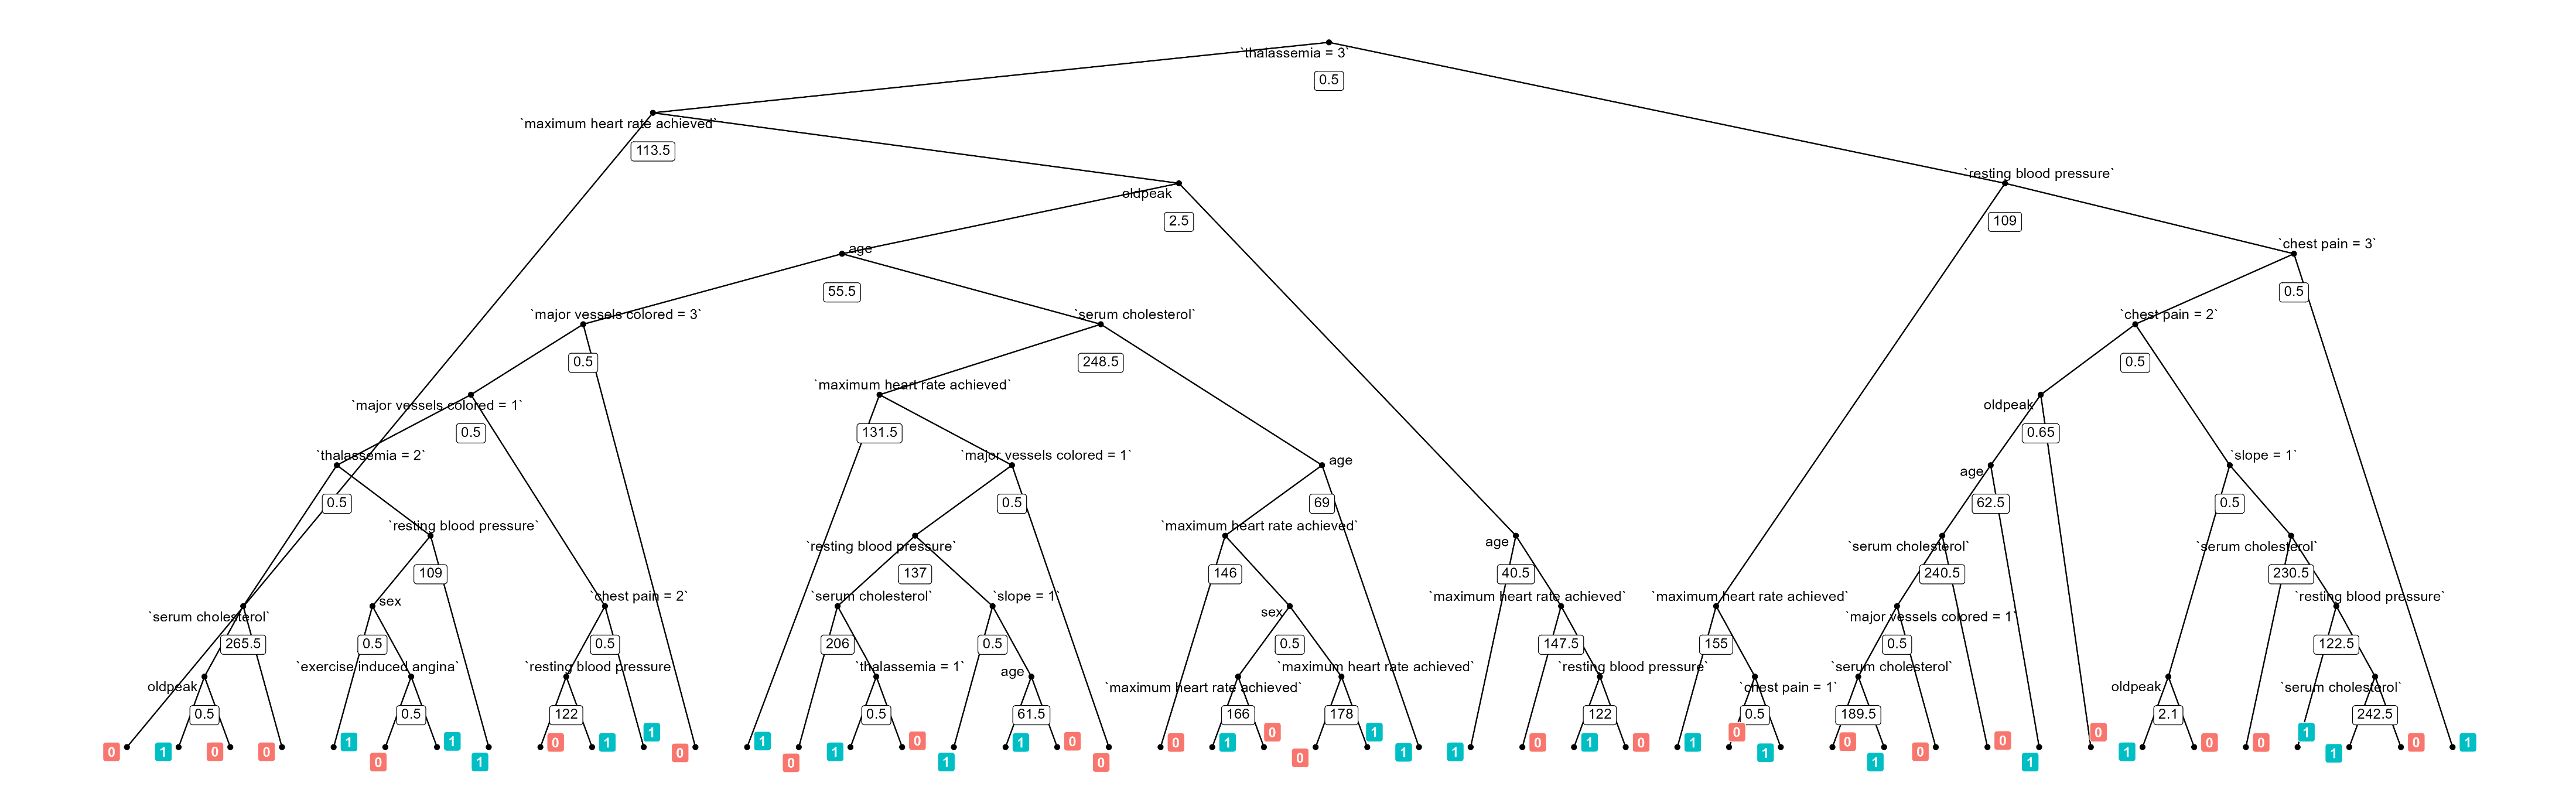 `thalassemia = 3`
0.5
`maximum heart rate achieved`
113.5
`resting blood pressure`
oldpeak
2.5
109
age
`chest pain = 3`
55.5
0.5
`major vessels colored = 3`
`serum cholesterol`
`chest pain = 2`
0.5
248.5
0.5
`maximum heart rate achieved`
`major vessels colored = 1`
oldpeak
0.5
131.5
0.65
`thalassemia = 2`
`major vessels colored = 1`
age
`slope = 1`
age
0.5
0.5
69
62.5
0.5
`resting blood pressure`
`maximum heart rate achieved`
`resting blood pressure`
age
`serum cholesterol`
`serum cholesterol`
109
137
146
40.5
240.5
230.5
`chest pain = 2`
`serum cholesterol`
`slope = 1`
`maximum heart rate achieved`
`maximum heart rate achieved`
`resting blood pressure`
sex
`serum cholesterol`
sex
`major vessels colored = 1`
265.5
0.5
0.5
206
0.5
0.5
147.5
155
0.5
122.5
`exercise induced angina`
`resting blood pressure
`thalassemia = 1`
age
`maximum heart rate achieved`
`resting blood pressure`
`serum cholesterol`
oldpeak
`maximum heart rate achieved`
`chest pain = 1`
oldpeak
`serum cholesterol`
0.5
0.5
122
0.5
61.5
166
178
122
0.5
189.5
2.1
242.5
0 1 0 0 1 0 1 1 0 1 1 0 1 0 1 0 1 1 0 0 0 1 0 0 1 1 1 0 1 0 1 0 1 0 1 0 0 1 0 1 0 0 1 1 0 1